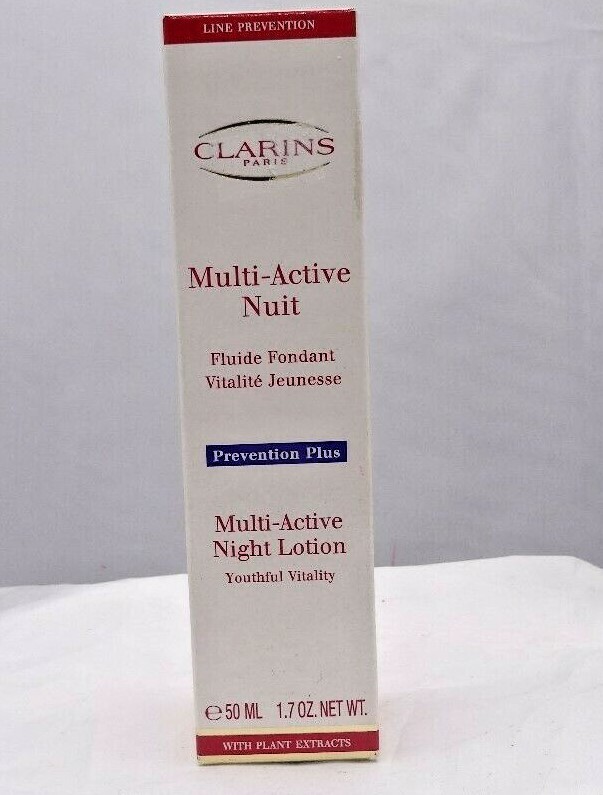 LINE PREVENTION
CLARINS
PARIS
Multi-Active
Nuit
Fluide Fondant
Vitalité Jeunesse
Prevention Plus
Multi-Active
Night Lotion
Youthful Vitality
℮ 50 ML 1.7 OZ. NET WT.
WITH PLANT EXTRACTS